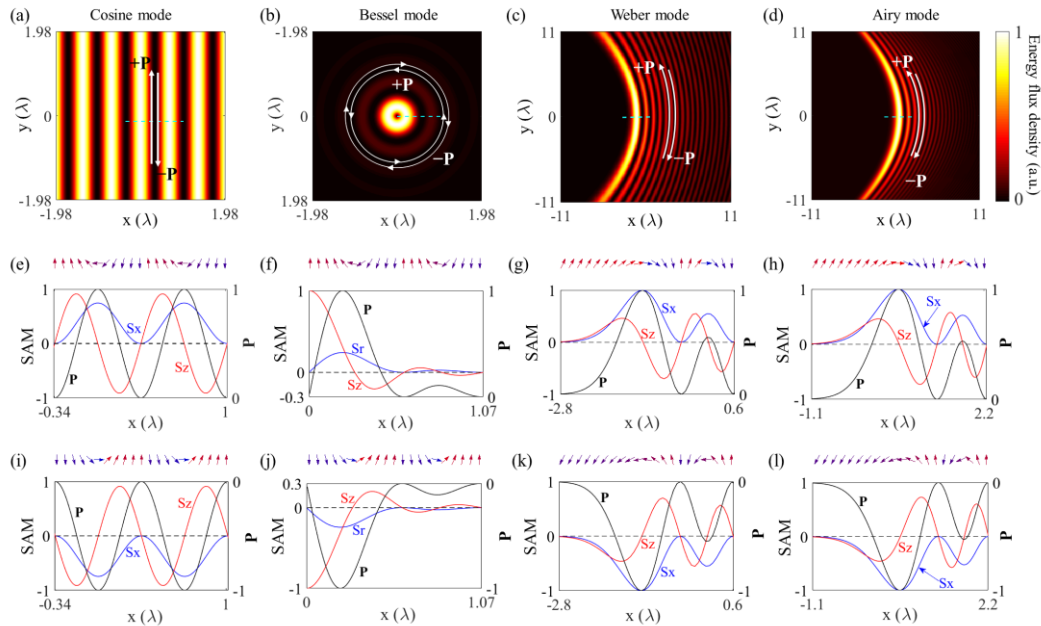 (a) Cosine mode
1.98
y (λ)
0
-1.98
-1.98 x (λ) 1.98
+P
−P
(b) Bessel mode
-1.98
y (λ)
0
1.98
-1.98 x (λ) 1.98
+P
−P
(c) Weber mode
11
y (λ)
0
-11
-11 x (λ) 11
+P
−P
(d) Airy mode
11
y (λ)
0
-11
-11 x (λ) 11
+P
−P
1
0
Energy flux density (a.u.)
(e)
1
SAM
0
-1
Sx
Sz
P
1
P
0
-0.34 x (λ) 1
(f)
1
SAM
0
-0.3
P
Sr
Sz
1
P
0
0 x (λ) 1.07
(g)
1
SAM
0
-1
Sx
Sz
P
1
P
0
-2.8 x (λ) 0.6
(h)
1
SAM
0
-1
Sx
Sz
P
1
P
0
-1.1 x (λ) 2.2
(i)
1
SAM
0
-1
P
Sz
Sx
0
P
-1
-0.34 x (λ) 1
(j)
0.3
SAM
0
-1
Sz
Sr
P
0
P
-1
0 x (λ) 1.07
(k)
1
SAM
0
-1
P
Sz
Sx
0
P
-1
-2.8 x (λ) 0.6
(l)
1
SAM
0
-1
P
Sz
Sx
0
P
-1
-1.1 x (λ) 2.2